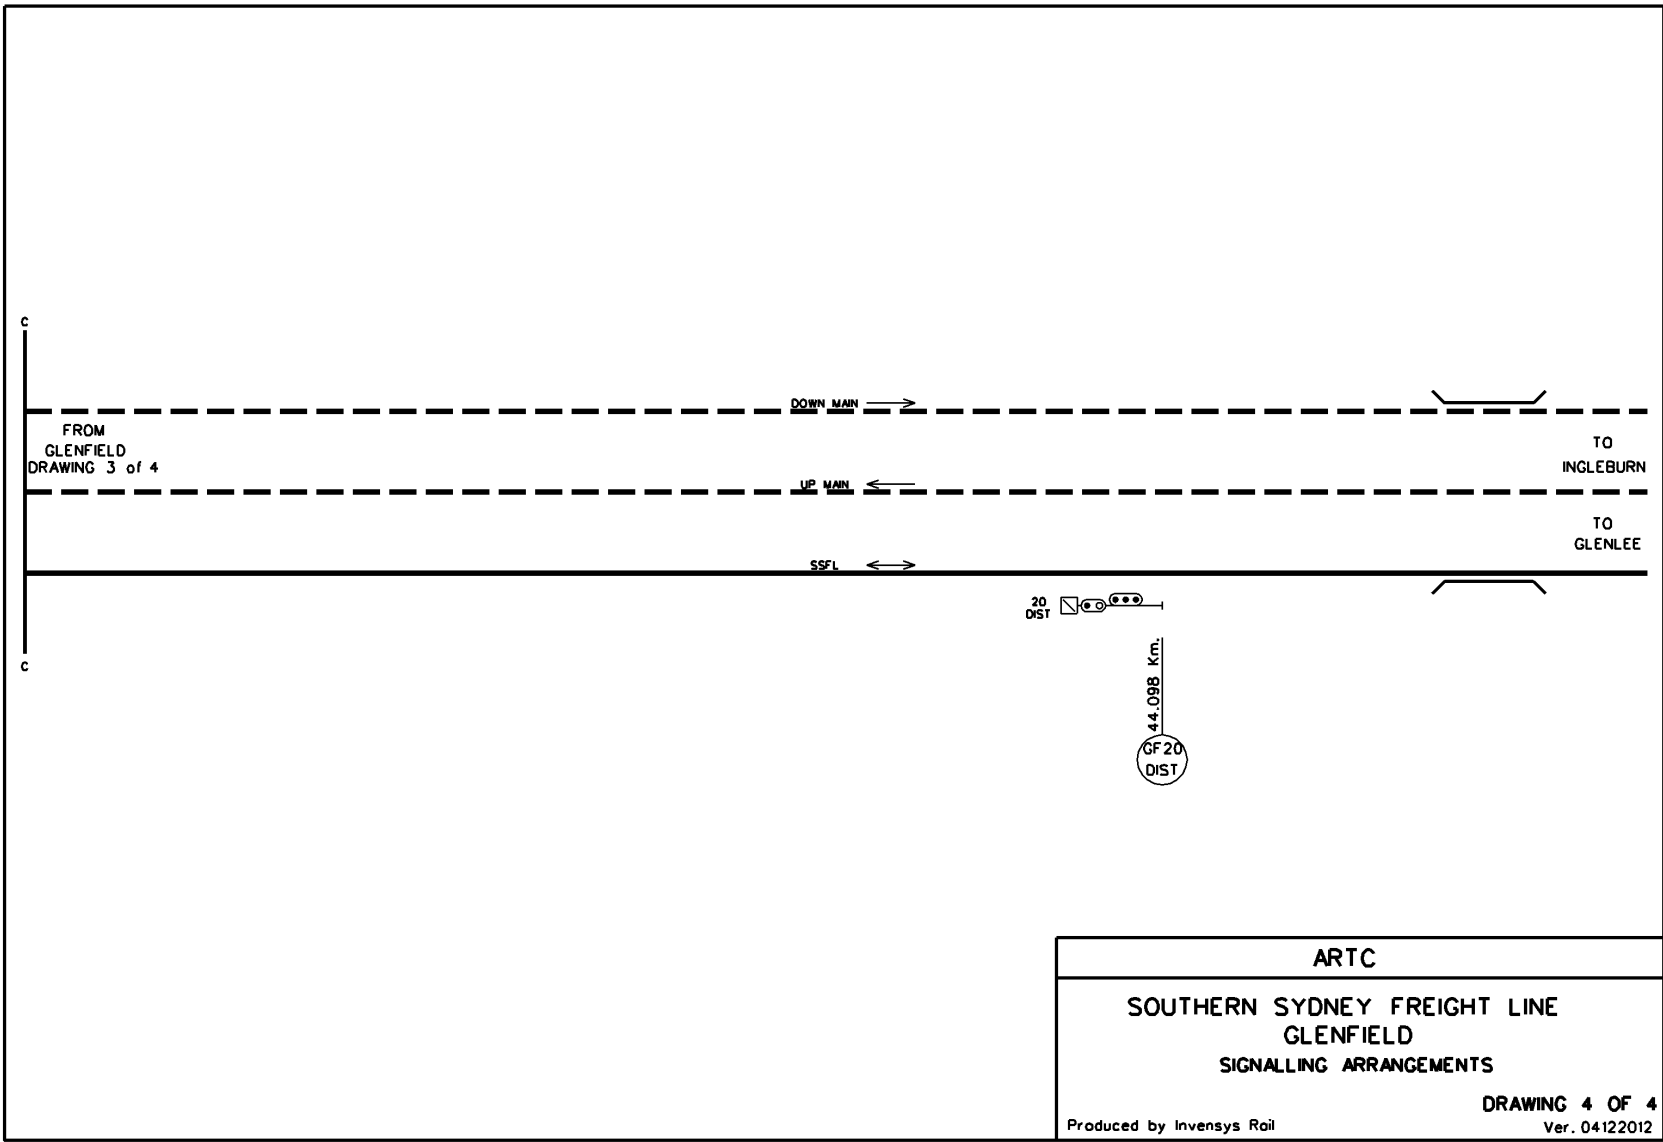 C
DOWN MAIN
FROM
GLENFIELD
DRAWING 3 of 4
TO
INGLEBURN
UP MAIN
TO
GLENLEE
SSFL
20
DIST
C
44.098 Km.
GF20
DIST
ARTC
SOUTHERN SYDNEY FREIGHT LINE
GLENFIELD
SIGNALLING ARRANGEMENTS
DRAWING 4 OF 4
Produced by Invensys Rail
Ver. 04122012